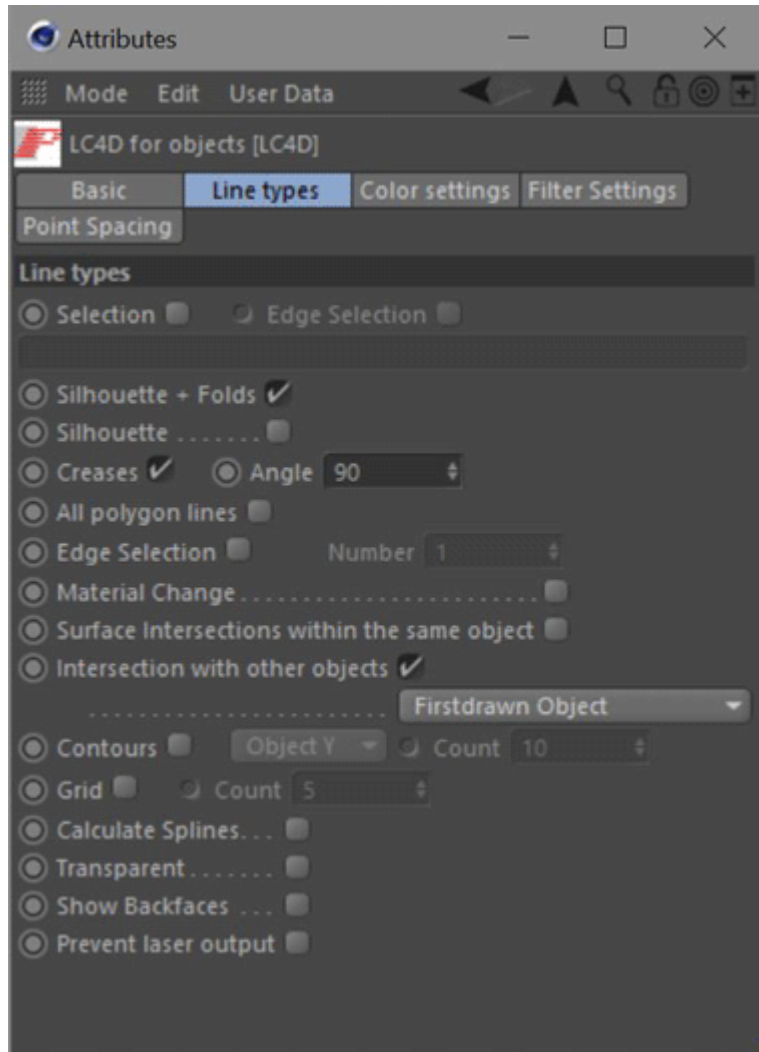 Attributes
Mode Edit User Data
LC4D for objects [LC4D]
Basic Line types Color settings Filter Settings
Point Spacing
Line types
Selection Edge Selection
Silhouette + Folds
Silhouette . . . . . . .
Creases Angle 90
All polygon lines
Edge Selection Number 1
Material Change . . . . . . . . . . . . . . . . . . . . . . . .
Surface Intersections within the same object
Intersection with other objects
. . . . . . . . . . . . . . . . . . . . . . . . Firstdrawn Object
Contours Object Y Count 10
Grid Count 5
Calculate Splines. . .
Transparent . . . . . . .
Show Backfaces . . .
Prevent laser output